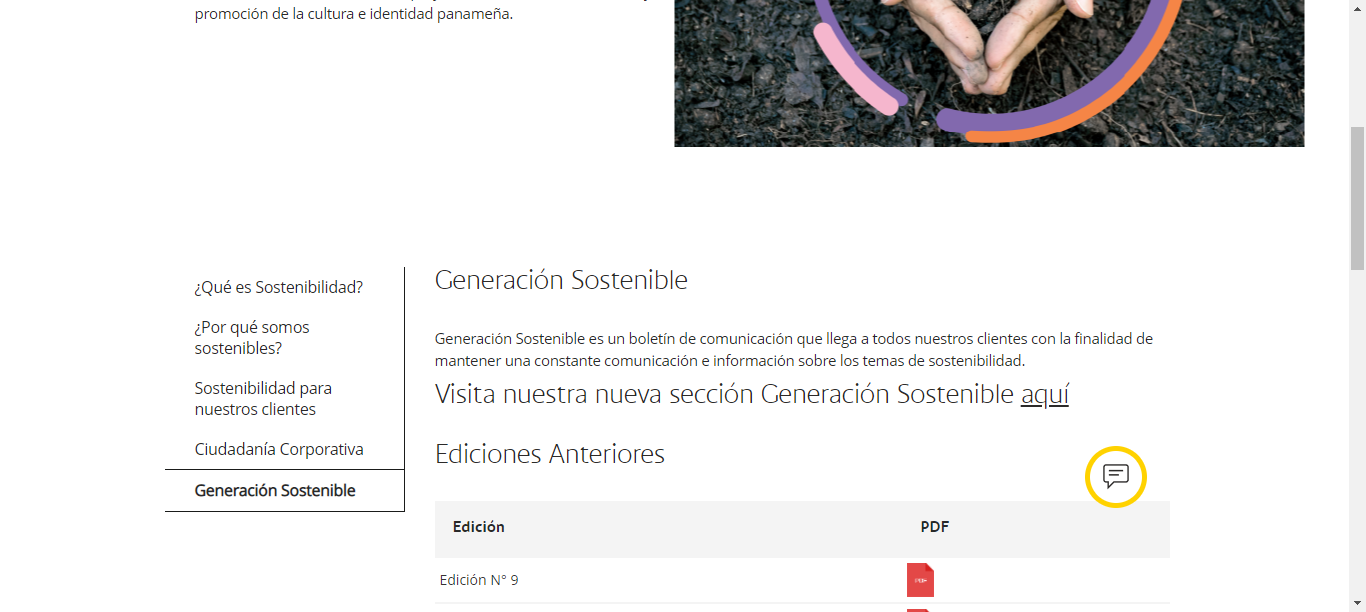 promoción de la cultura e identidad panameña.
¿Qué es Sostenibilidad?
¿Por qué somos
sostenibles?
Sostenibilidad para
nuestros clientes
Ciudadanía Corporativa
Generación Sostenible
Generación Sostenible
Generación Sostenible es un boletín de comunicación que llega a todos nuestros clientes con la finalidad de
mantener una constante comunicación e información sobre los temas de sostenibilidad.
Visita nuestra nueva sección Generación Sostenible aquí
Ediciones Anteriores
Edición PDF
Edición N° 9 PDF